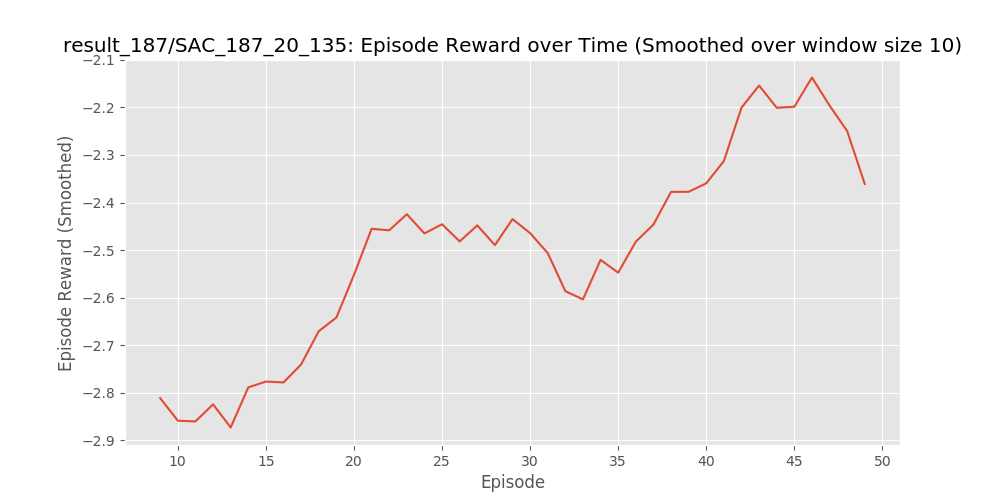 result_187/SAC_187_20_135: Episode Reward over Time (Smoothed over window size 10)
Episode Reward (Smoothed)
−2.1
−2.2
−2.3
−2.4
−2.5
−2.6
−2.7
−2.8
−2.9
10 15 20 25 30 35 40 45 50
Episode